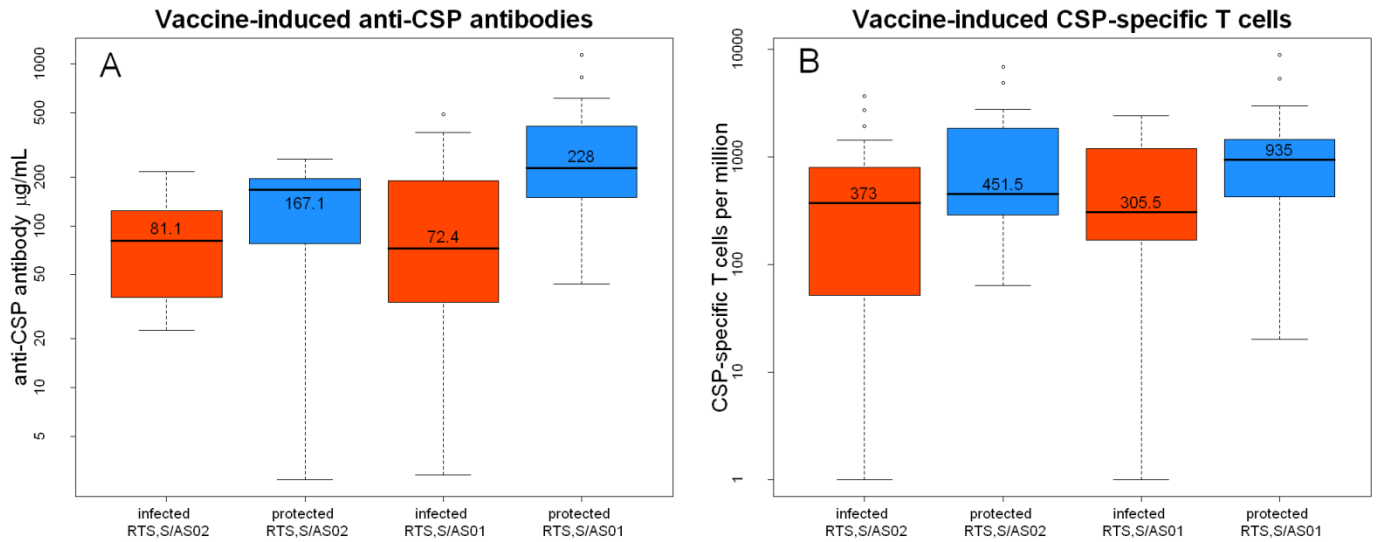 Vaccine-induced anti-CSP antibodies
A
anti-CSP antibody µg/mL
1000
500
200
100
50
20
10
5
81.1
167.1
72.4
228
infected
RTS,S/AS02
protected
RTS,S/AS02
infected
RTS,S/AS01
protected
RTS,S/AS01
Vaccine-induced CSP-specific T cells
B
CSP-specific T cells per million
10000
1000
100
10
1
373
451.5
305.5
935
infected
RTS,S/AS02
protected
RTS,S/AS02
infected
RTS,S/AS01
protected
RTS,S/AS01